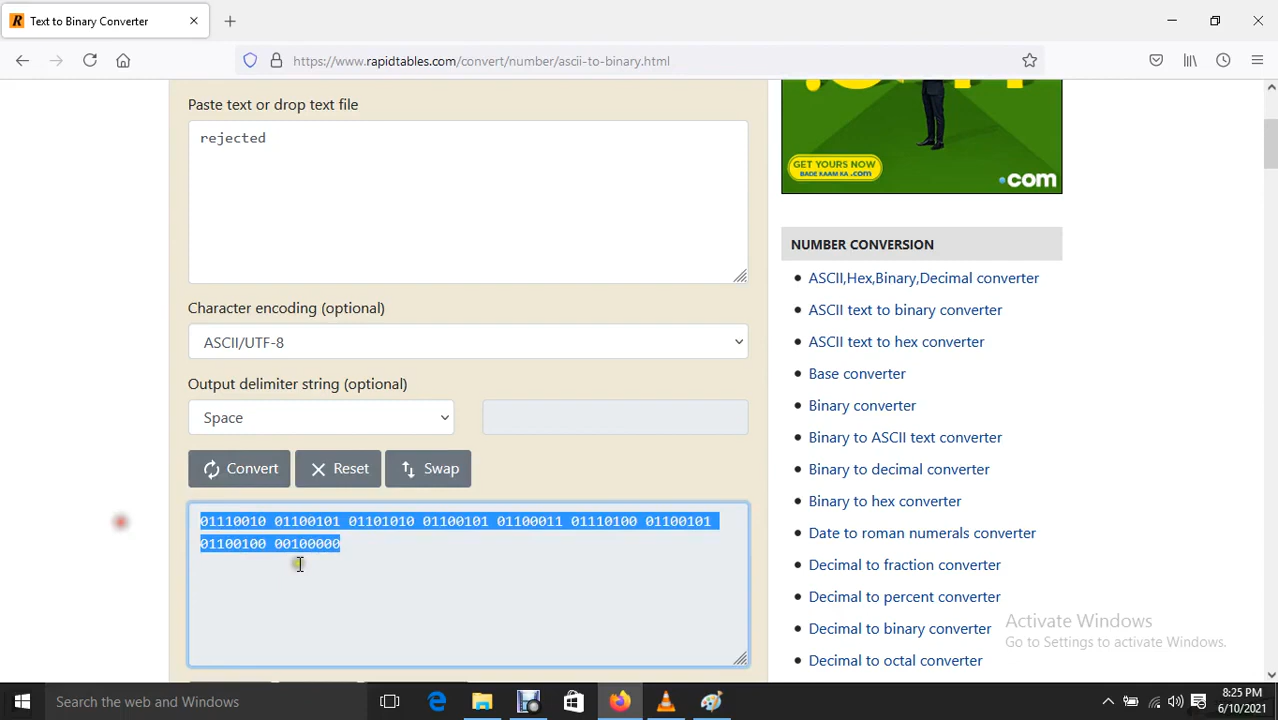 Text to Binary Converter
https://www.rapidtables.com/convert/number/ascii-to-binary.html
Paste text or drop text file
rejected
Character encoding (optional)
ASCII/UTF-8
Output delimiter string (optional)
Space
Convert
Reset
Swap
01110010 01100101 01101010 01100101 01100011 01110100 01100101
01100100 00100000
GET YOURS NOW
BADE KAAM KA .com
.com
NUMBER CONVERSION
ASCII,Hex,Binary,Decimal converter
ASCII text to binary converter
ASCII text to hex converter
Base converter
Binary converter
Binary to ASCII text converter
Binary to decimal converter
Binary to hex converter
Date to roman numerals converter
Decimal to fraction converter
Decimal to percent converter
Decimal to binary converter
Decimal to octal converter
Activate Windows
Go to Settings to activate Windows.
Search the web and Windows
8:25 PM
6/10/2021